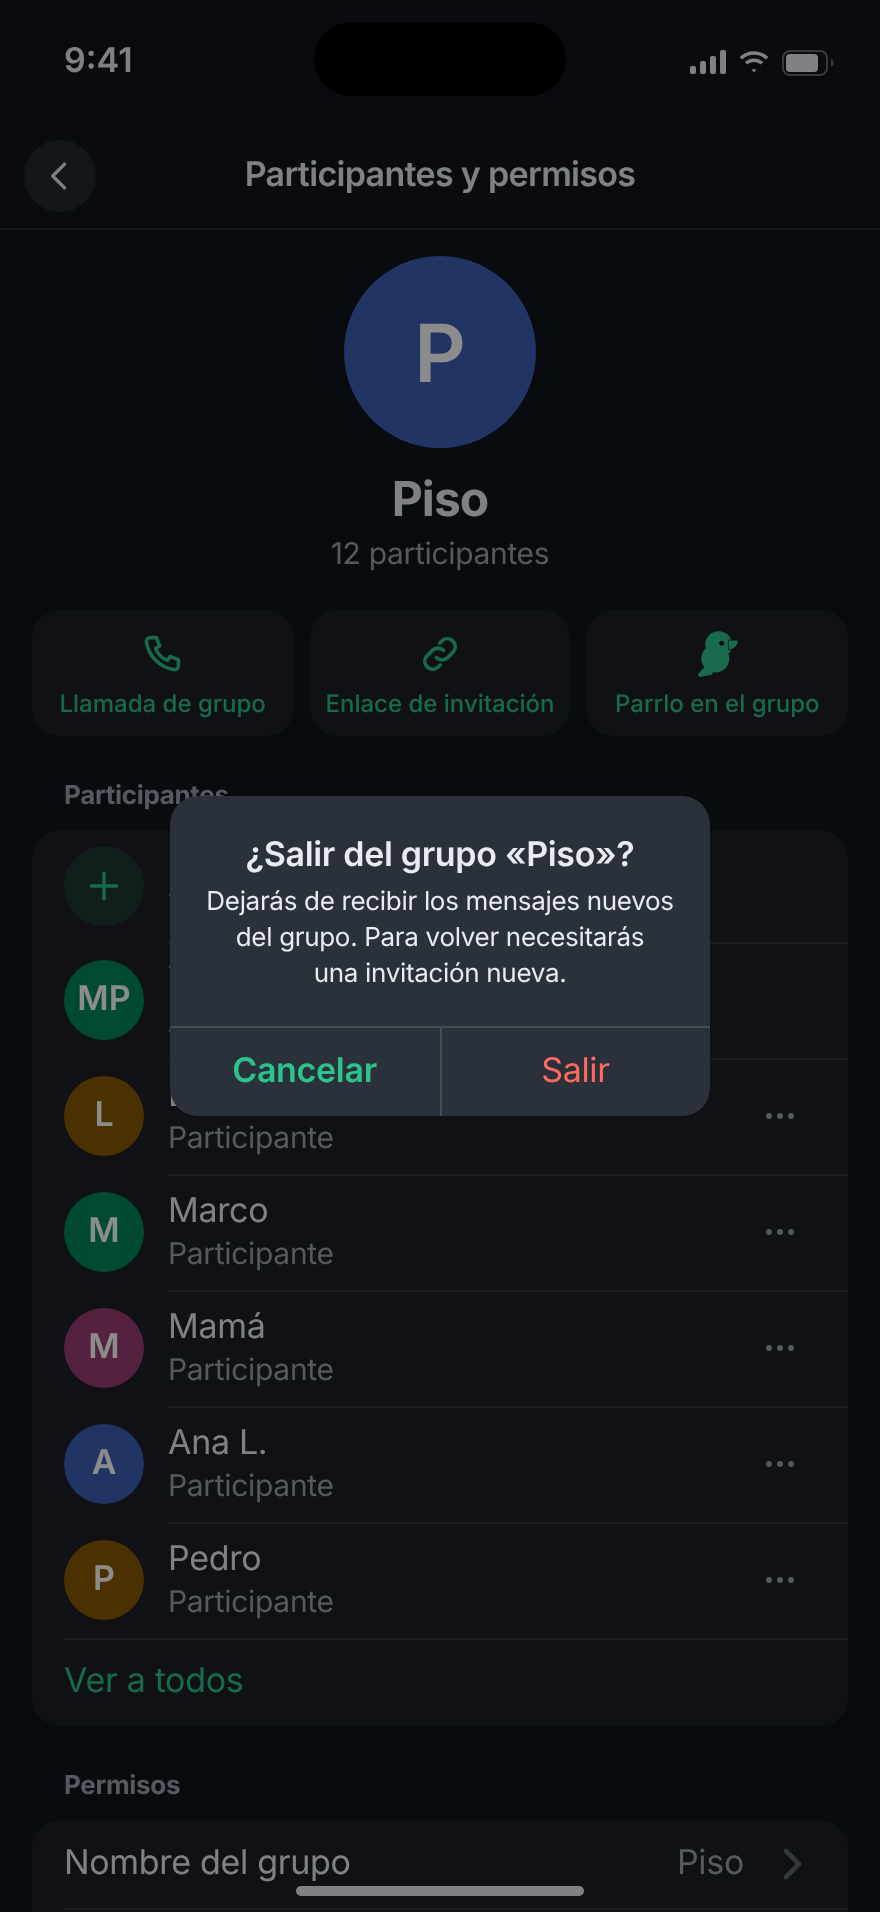 9:41
Participantes y permisos
P
Piso
12 participantes
Llamada de grupo
Enlace de invitación
Parrlo en el grupo
Participantes
¿Salir del grupo «Piso»?
Dejarás de recibir los mensajes nuevos
del grupo. Para volver necesitarás
una invitación nueva.
Cancelar
Salir
MP
L
Participante
M
Marco
Participante
M
Mamá
Participante
A
Ana L.
Participante
P
Pedro
Participante
Ver a todos
Permisos
Nombre del grupo
Piso